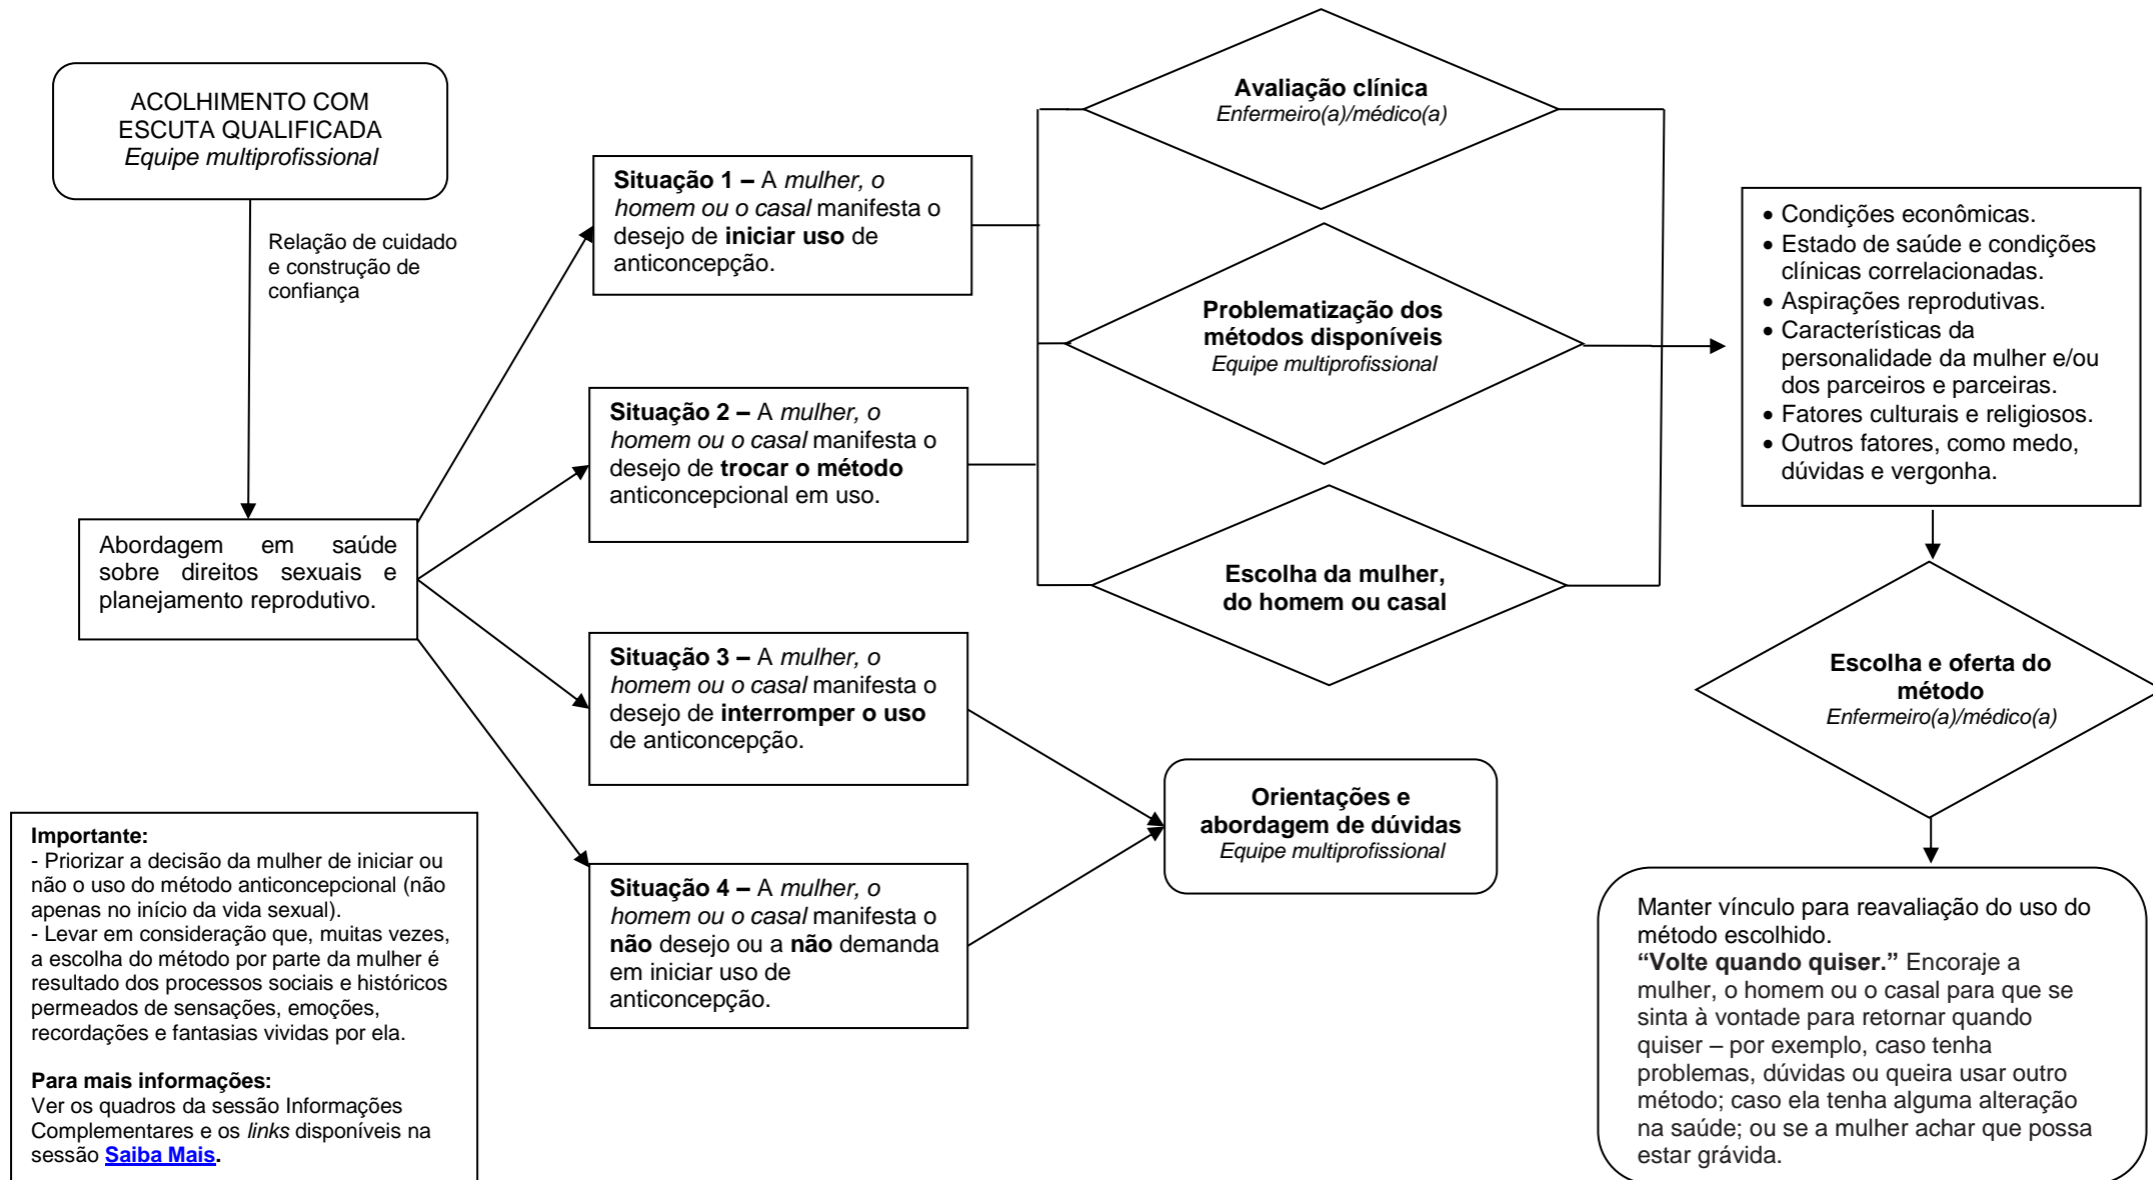 ACOLHIMENTO COM
ESCUTA QUALIFICADA
Equipe multiprofissional
Relação de cuidado
e construção de
confiança
Abordagem em saúde
sobre direitos sexuais e
planejamento reprodutivo.
Situação 1 – A mulher, o
homem ou o casal manifesta o
desejo de iniciar uso de
anticoncepção.
Situação 2 – A mulher, o
homem ou o casal manifesta o
desejo de trocar o método
anticoncepcional em uso.
Situação 3 – A mulher, o
homem ou o casal manifesta o
desejo de interromper o uso
de anticoncepção.
Situação 4 – A mulher, o
homem ou o casal manifesta o
não desejo ou a não demanda
em iniciar uso de
anticoncepção.
Avaliação clínica
Enfermeiro(a)/médico(a)
Problematização dos
métodos disponíveis
Equipe multiprofissional
Escolha da mulher,
do homem ou casal
Orientações e
abordagem de dúvidas
Equipe multiprofissional
• Condições econômicas.
• Estado de saúde e condições
clínicas correlacionadas.
• Aspirações reprodutivas.
• Características da
personalidade da mulher e/ou
dos parceiros e parceiras.
• Fatores culturais e religiosos.
• Outros fatores, como medo,
dúvidas e vergonha.
Escolha e oferta do
método
Enfermeiro(a)/médico(a)
Manter vínculo para reavaliação do uso do
método escolhido.
“Volte quando quiser.” Encoraje a
mulher, o homem ou o casal para que se
sinta à vontade para retornar quando
quiser – por exemplo, caso tenha
problemas, dúvidas ou queira usar outro
método; caso ela tenha alguma alteração
na saúde; ou se a mulher achar que possa
estar grávida.
Importante:
- Priorizar a decisão da mulher de iniciar ou
não o uso do método anticoncepcional (não
apenas no início da vida sexual).
- Levar em consideração que, muitas vezes,
a escolha do método por parte da mulher é
resultado dos processos sociais e históricos
permeados de sensações, emoções,
recordações e fantasias vividas por ela.
Para mais informações:
Ver os quadros da sessão Informações
Complementares e os links disponíveis na
sessão Saiba Mais.